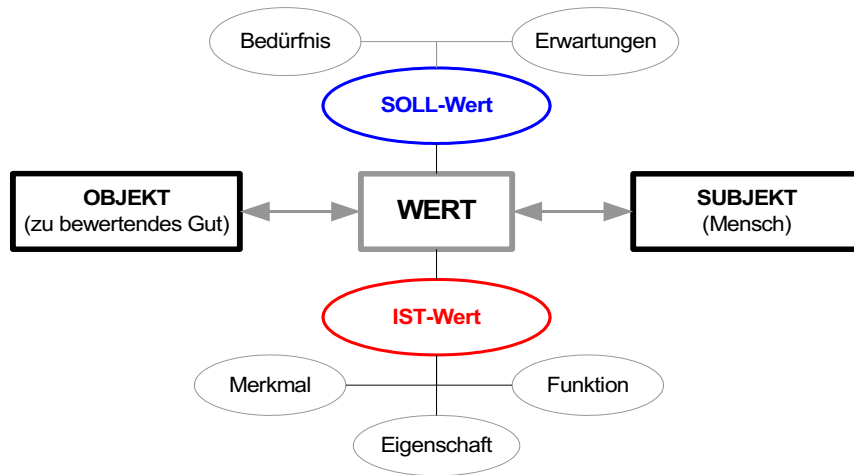 Bedürfnis
Erwartungen
SOLL-Wert
OBJEKT
(zu bewertendes Gut)
WERT
SUBJEKT
(Mensch)
IST-Wert
Merkmal
Funktion
Eigenschaft